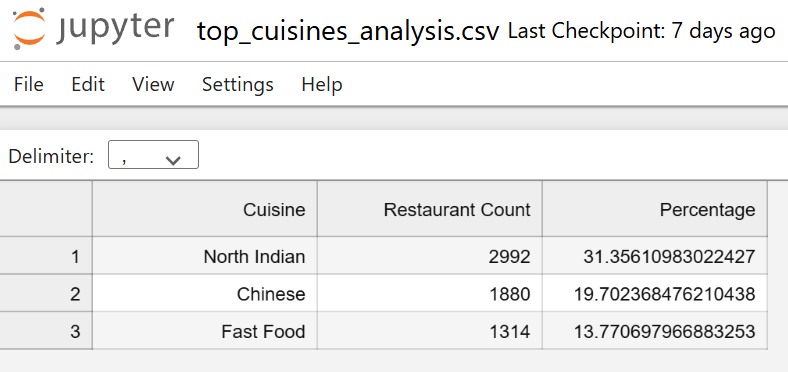 jupyter top_cuisines_analysis.csv Last Checkpoint: 7 days ago
File Edit View Settings Help
Delimiter: ,
Cuisine Restaurant Count Percentage
1 North Indian 2992 31.35610983022427
2 Chinese 1880 19.702368476210438
3 Fast Food 1314 13.770697966883253